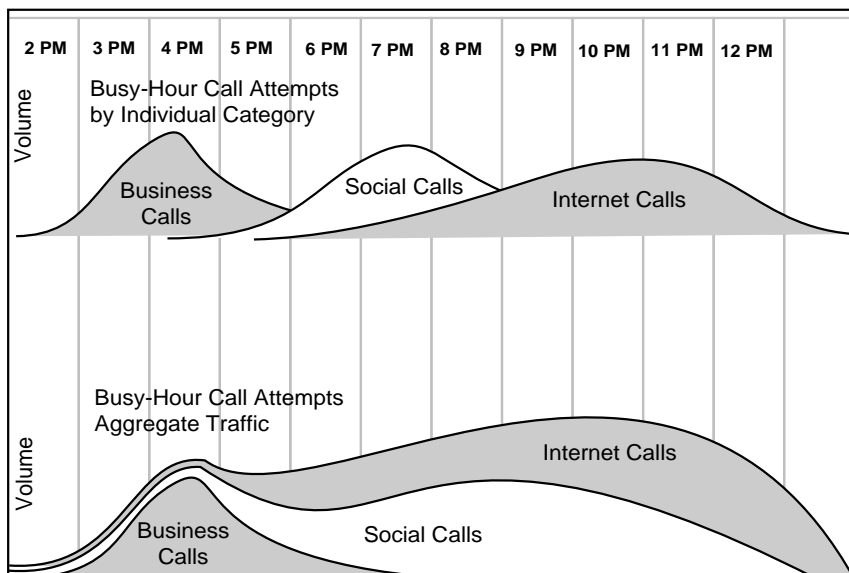 2 PM 3 PM 4 PM 5 PM 6 PM 7 PM 8 PM 9 PM 10 PM 11 PM 12 PM
Busy-Hour Call Attempts
by Individual Category
Volume
Business
Calls
Social Calls
Internet Calls
Busy-Hour Call Attempts
Aggregate Traffic
Volume
Internet Calls
Business
Calls
Social Calls